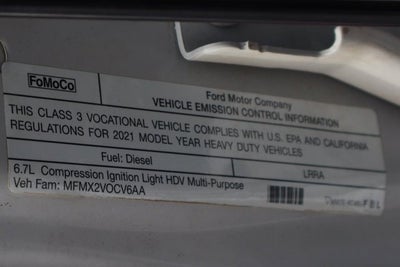 FoMoCo
Ford Motor Company
VEHICLE EMISSION CONTROL INFORMATION
THIS CLASS 3 VOCATIONAL VEHICLE COMPLIES WITH U.S. EPA AND CALIFORNIA
REGULATIONS FOR 2021 MODEL YEAR HEAVY DUTY VEHICLES
Fuel: Diesel
LRRA
6.7L Compression Ignition Light HDV Multi-Purpose
Veh Fam: MFMX2VOCV6AA
FBL